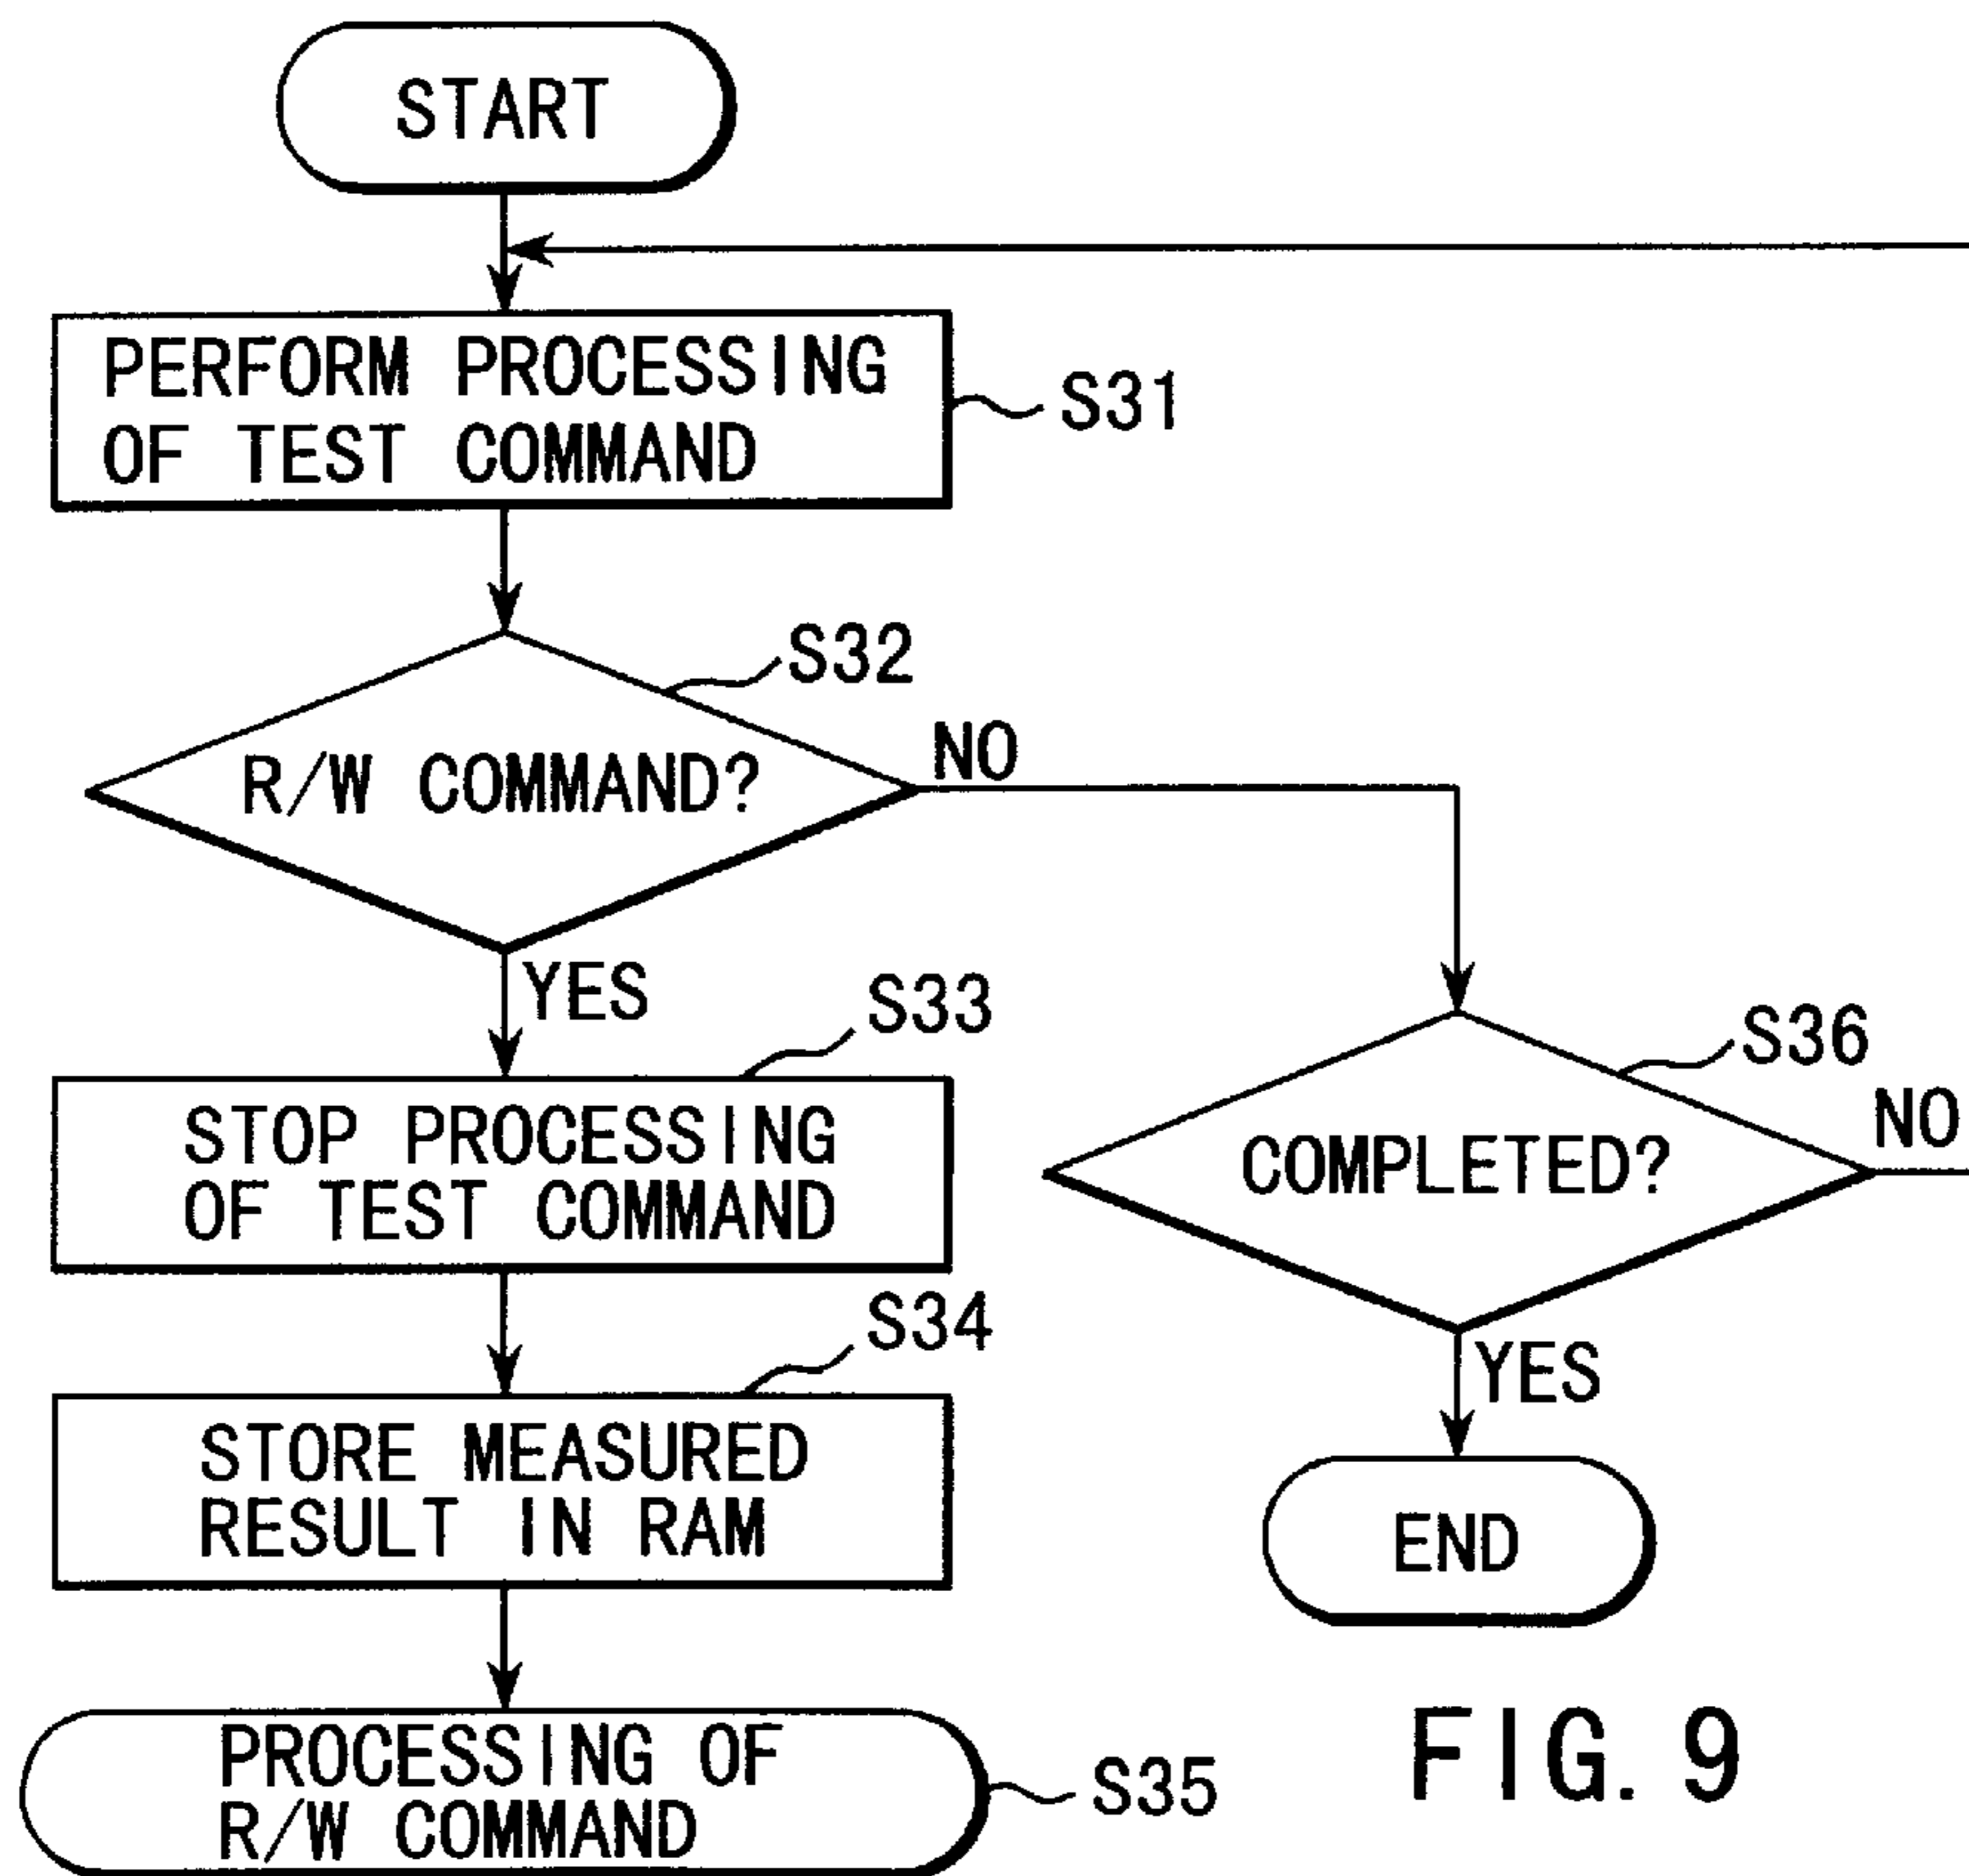 START
PERFORM PROCESSING
OF TEST COMMAND
S31
S32
R/W COMMAND?
NO
YES
S33
STOP PROCESSING
OF TEST COMMAND
S34
STORE MEASURED
RESULT IN RAM
PROCESSING OF
R/W COMMAND
S35
S36
COMPLETED?
NO
YES
END
FIG. 9